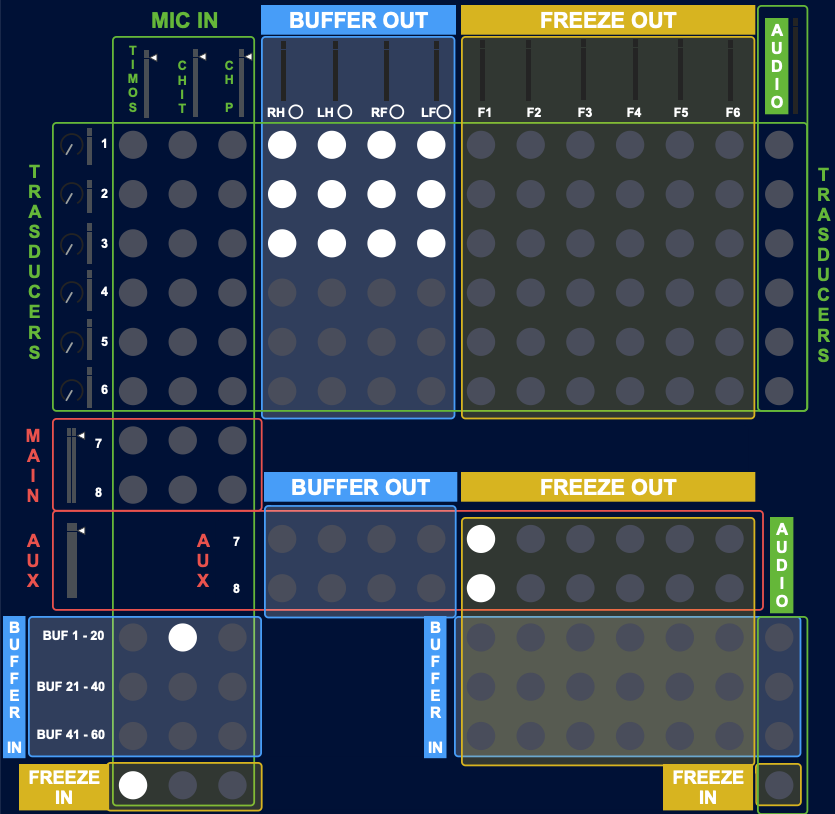 MIC IN
BUFFER OUT
FREEZE OUT
AUDIO
TIMOS
CHIT
CH P
RH
LH
RF
LF
F1
F2
F3
F4
F5
F6
TRASDUCERS
1
2
3
4
5
6
TRASDUCERS
MAIN
7
8
BUFFER OUT
FREEZE OUT
AUX
AUX
7
8
AUDIO
BUFFER IN
BUF 1 - 20
BUF 21 - 40
BUF 41 - 60
BUFFER IN
FREEZE
IN
FREEZE
IN